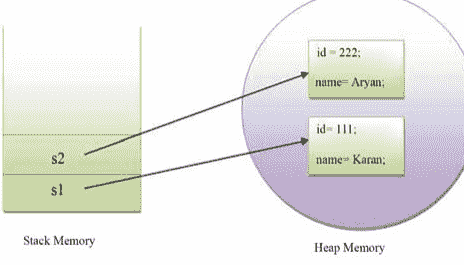 s2
s1
Stack Memory
id = 222;
name= Aryan;
id= 111;
name= Karan;
Heap Memory